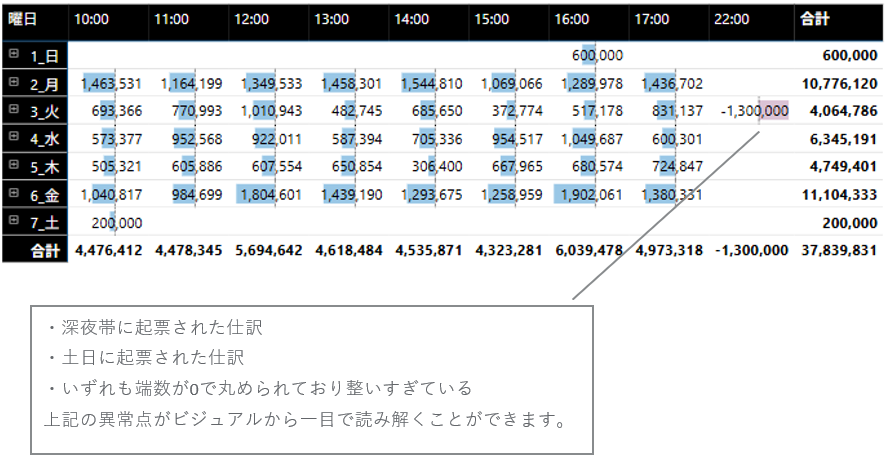 曜日 10:00 11:00 12:00 13:00 14:00 15:00 16:00 17:00 22:00 合計
1_日 600,000 600,000
2_月 1,463,531 1,164,199 1,349,533 1,458,301 1,544,810 1,069,066 1,289,978 1,436,702 10,776,120
3_火 693,366 770,993 1,010,943 482,745 685,650 372,774 517,178 831,137 -1,300,000 4,064,786
4_水 573,377 952,568 922,011 587,394 705,336 954,517 1,049,687 600,301 6,345,191
5_木 505,321 605,886 607,554 650,854 306,400 667,965 680,574 724,847 4,749,401
6_金 1,040,817 984,699 1,804,601 1,439,190 1,293,675 1,258,959 1,902,061 1,380,331 11,104,333
7_土 200,000 200,000
合計 4,476,412 4,478,345 5,694,642 4,618,484 4,535,871 4,323,281 6,039,478 4,973,318 -1,300,000 37,839,831
・深夜帯に起票された仕訳
・土日に起票された仕訳
・いずれも端数が0で丸められており整いすぎている
上記の異常点がビジュアルから一目で読み解くことができます。